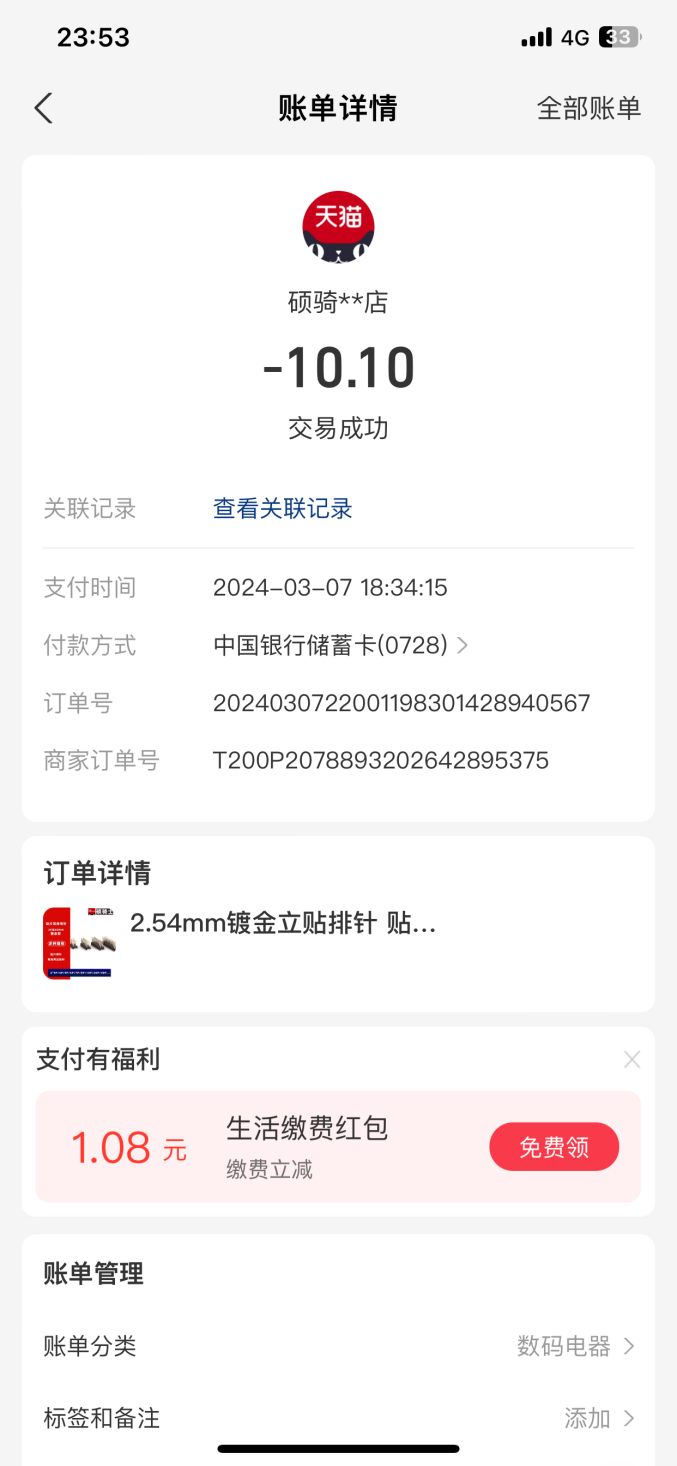 23:53
4G 33
账单详情 全部账单
天猫
硕骑**店
-10.10
交易成功
关联记录 查看关联记录
支付时间 2024-03-07 18:34:15
付款方式 中国银行储蓄卡(0728)
订单号 2024030722001198301428940567
商家订单号 T200P2078893202642895375
订单详情
2.54mm镀金立贴排针 贴...
支付有福利
1.08 元 生活缴费红包 免费领
缴费立减
账单管理
账单分类 数码电器
标签和备注 添加